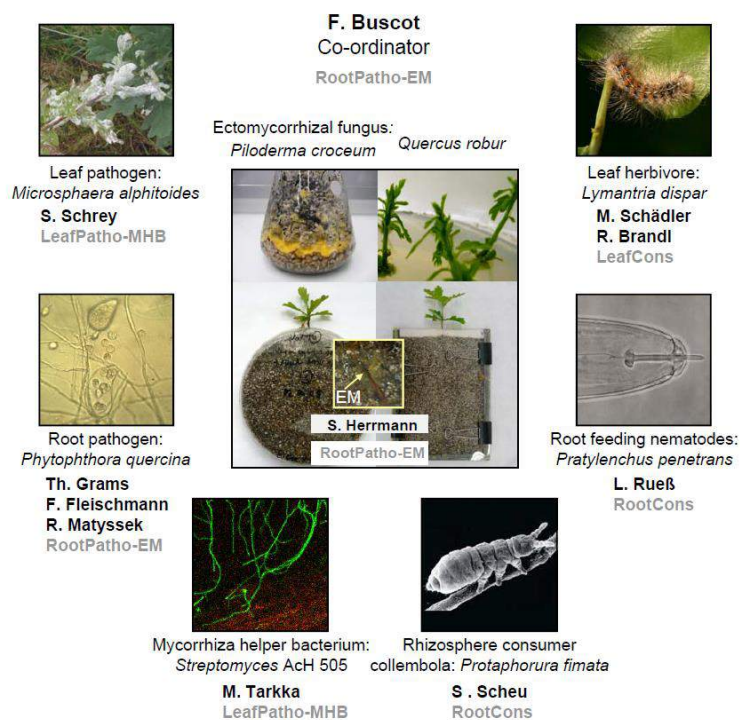 F. Buscot
Co-ordinator
RootPatho-EM
Ectomycorrhizal fungus:
Piloderma croceum
Quercus robur
Leaf pathogen:
Microsphaera alphitoides
S. Schrey
LeafPatho-MHB
Leaf herbivore:
Lymantria dispar
M. Schädler
R. Brandl
LeafCons
EM
S. Herrmann
RootPatho-EM
Root pathogen:
Phytophthora quercina
Th. Grams
F. Fleischmann
R. Matyssek
RootPatho-EM
Root feeding nematodes:
Pratylenchus penetrans
L. Rueß
RootCons
Mycorrhiza helper bacterium:
Streptomyces AcH 505
M. Tarkka
LeafPatho-MHB
Rhizosphere consumer
collembola: Protaphorura fimata
S . Scheu
RootCons